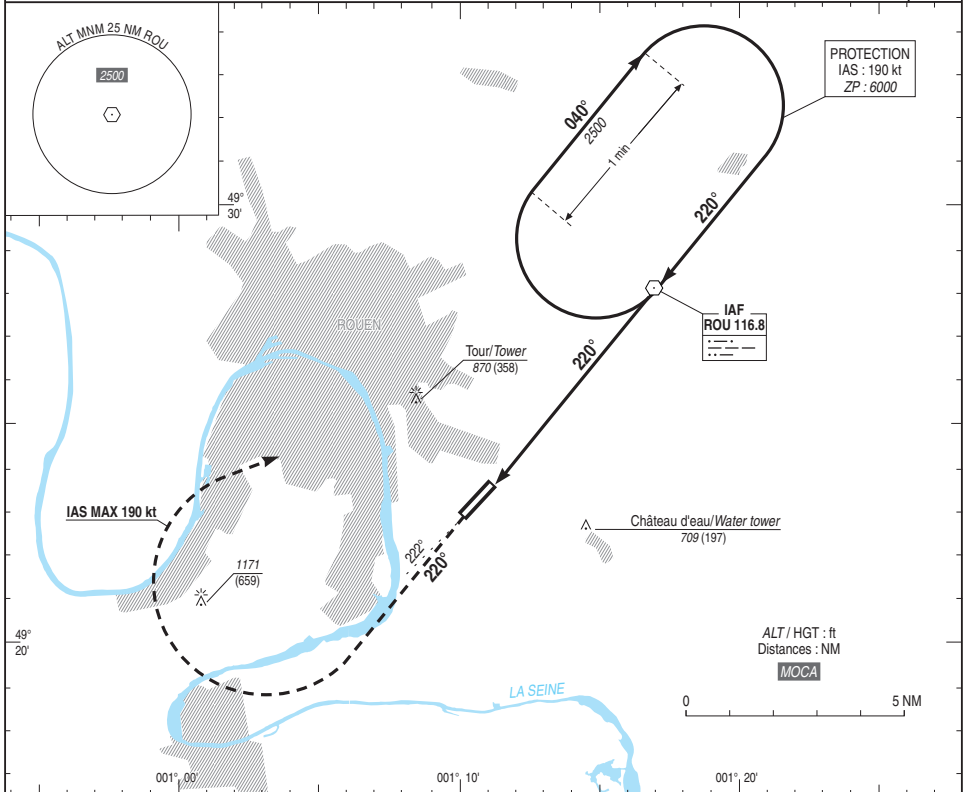 ALT MNM 25 NM ROU
2500
PROTECTION
IAS : 190 kt
ZP : 6000
040°
2500
1 min
220°
49°
30'
IAF
ROU 116.8
220°
ROUEN
Tour/Tower
870 (358)
IAS MAX 190 kt
Château d'eau/Water tower
709 (197)
222°
220°
1171
(659)
49°
20'
ALT / HGT : ft
Distances : NM
MOCA
LA SEINE
0 5 NM
001° 00' 001° 10' 001° 20'